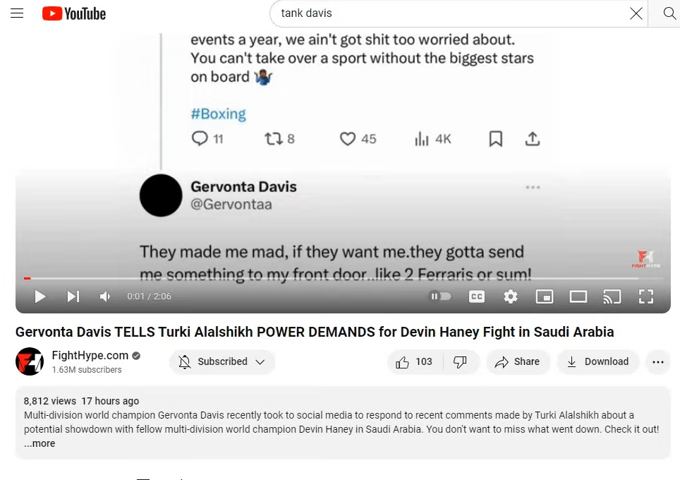 YouTube
tank davis
events a year, we ain't got shit too worried about.
You can't take over a sport without the biggest stars
on board 🤷🏾‍♂️
#Boxing
11 8 45 4K
Gervonta Davis
@Gervontaa
They made me mad, if they want me.they gotta send
me something to my front door..like 2 Ferraris or sum!
FIGHTHYPE
0:01 / 2:06
CC
Gervonta Davis TELLS Turki Alalshikh POWER DEMANDS for Devin Haney Fight in Saudi Arabia
FightHype.com
1.63M subscribers
Subscribed
103
Share
Download
8,812 views 17 hours ago
Multi-division world champion Gervonta Davis recently took to social media to respond to recent comments made by Turki Alalshikh about a
potential showdown with fellow multi-division world champion Devin Haney in Saudi Arabia. You don't want to miss what went down. Check it out!
...more